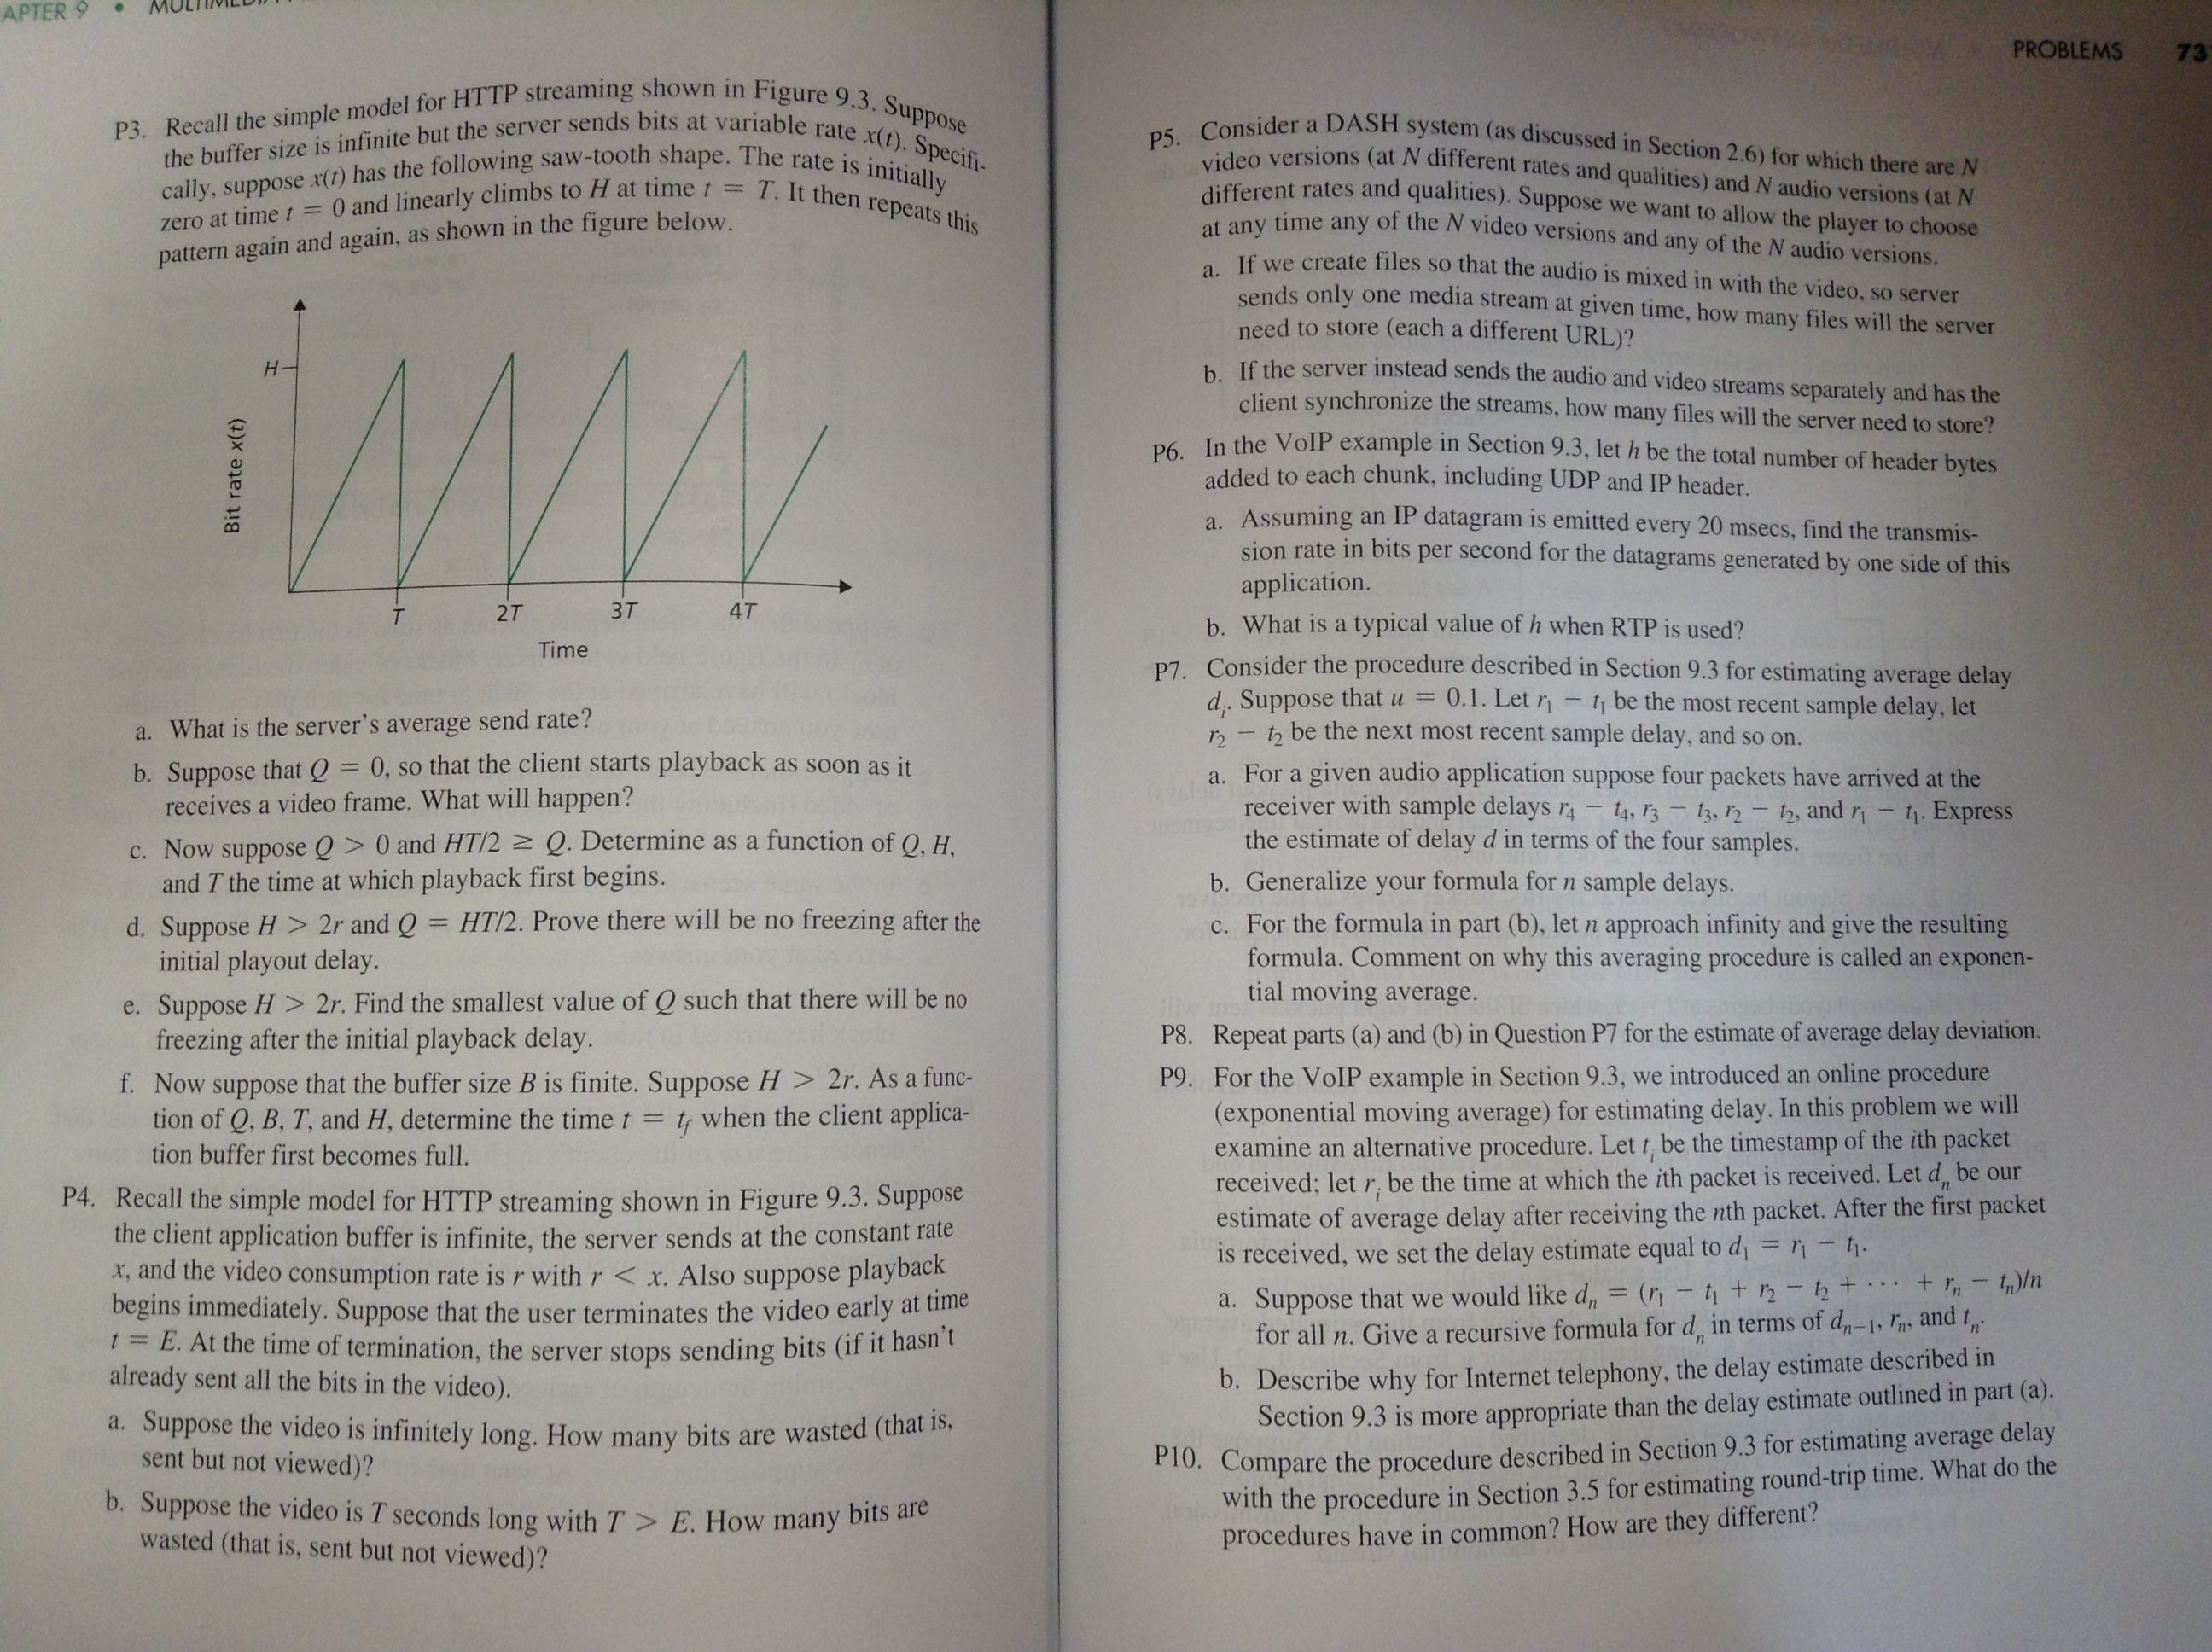 APTER 9 •
P3. Recall the simple model for HTTP streaming shown in Figure 9.3. Suppose
the buffer size is infinite but the server sends bits at variable rate x(t). Specifi-
cally, suppose x(t) has the following saw-tooth shape. The rate is initially
zero at time t = 0 and linearly climbs to H at time t = T. It then repeats this
pattern again and again, as shown in the figure below.
H
Bit rate x(t)
T 2T 3T 4T
Time
a. What is the server's average send rate?
b. Suppose that Q = 0, so that the client starts playback as soon as it
receives a video frame. What will happen?
c. Now suppose Q > 0 and HT/2 ≥ Q. Determine as a function of Q, H,
and T the time at which playback first begins.
d. Suppose H > 2r and Q = HT/2. Prove there will be no freezing after the
initial playout delay.
e. Suppose H > 2r. Find the smallest value of Q such that there will be no
freezing after the initial playback delay.
f. Now suppose that the buffer size B is finite. Suppose H > 2r. As a func-
tion of Q, B, T, and H, determine the time t = t_f when the client applica-
tion buffer first becomes full.
P4. Recall the simple model for HTTP streaming shown in Figure 9.3. Suppose
the client application buffer is infinite, the server sends at the constant rate
x, and the video consumption rate is r with r < x. Also suppose playback
begins immediately. Suppose that the user terminates the video early at time
t = E. At the time of termination, the server stops sending bits (if it hasn't
already sent all the bits in the video).
a. Suppose the video is infinitely long. How many bits are wasted (that is,
sent but not viewed)?
b. Suppose the video is T seconds long with T > E. How many bits are
wasted (that is, sent but not viewed)?
PROBLEMS 73
P5. Consider a DASH system (as discussed in Section 2.6) for which there are N
video versions (at N different rates and qualities) and N audio versions (at N
different rates and qualities). Suppose we want to allow the player to choose
at any time any of the N video versions and any of the N audio versions.
a. If we create files so that the audio is mixed in with the video, so server
sends only one media stream at given time, how many files will the server
need to store (each a different URL)?
b. If the server instead sends the audio and video streams separately and has the
client synchronize the streams, how many files will the server need to store?
P6. In the VoIP example in Section 9.3, let h be the total number of header bytes
added to each chunk, including UDP and IP header.
a. Assuming an IP datagram is emitted every 20 msecs, find the transmis-
sion rate in bits per second for the datagrams generated by one side of this
application.
b. What is a typical value of h when RTP is used?
P7. Consider the procedure described in Section 9.3 for estimating average delay
d_i. Suppose that u = 0.1. Let r_1 − t_1 be the most recent sample delay, let
r_2 − t_2 be the next most recent sample delay, and so on.
a. For a given audio application suppose four packets have arrived at the
receiver with sample delays r_4 − t_4, r_3 − t_3, r_2 − t_2, and r_1 − t_1. Express
the estimate of delay d in terms of the four samples.
b. Generalize your formula for n sample delays.
c. For the formula in part (b), let n approach infinity and give the resulting
formula. Comment on why this averaging procedure is called an exponen-
tial moving average.
P8. Repeat parts (a) and (b) in Question P7 for the estimate of average delay deviation.
P9. For the VoIP example in Section 9.3, we introduced an online procedure
(exponential moving average) for estimating delay. In this problem we will
examine an alternative procedure. Let t_i be the timestamp of the ith packet
received; let r_i be the time at which the ith packet is received. Let d_n be our
estimate of average delay after receiving the nth packet. After the first packet
is received, we set the delay estimate equal to d_1 = r_1 − t_1.
a. Suppose that we would like d_n = (r_1 − t_1 + r_2 − t_2 + ··· + r_n − t_n)/n
for all n. Give a recursive formula for d_n in terms of d_{n−1}, r_n, and t_n.
b. Describe why for Internet telephony, the delay estimate described in
Section 9.3 is more appropriate than the delay estimate outlined in part (a).
P10. Compare the procedure described in Section 9.3 for estimating average delay
with the procedure in Section 3.5 for estimating round-trip time. What do the
procedures have in common? How are they different?